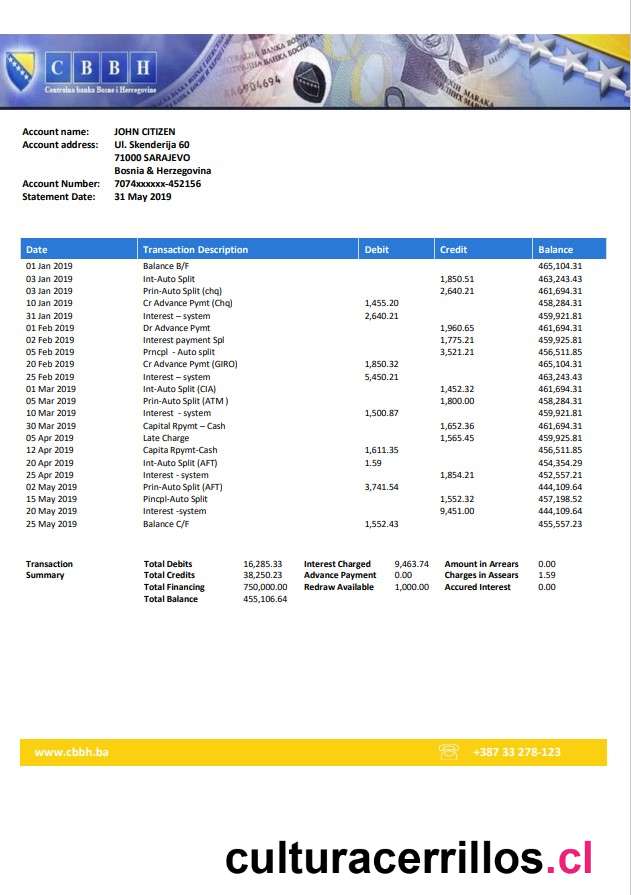 C B B H
Centralna banka Bosne i Hercegovine
AA6904694
Account name: JOHN CITIZEN
Account address: Ul. Skenderija 60
71000 SARAJEVO
Bosnia & Herzegovina
Account Number: 7074xxxxxx-452156
Statement Date: 31 May 2019
Date Transaction Description Debit Credit Balance
01 Jan 2019 Balance B/F 465,104.31
03 Jan 2019 Int-Auto Split 1,850.51 463,243.43
03 Jan 2019 Prin-Auto Split (chq) 2,640.21 461,694.31
10 Jan 2019 Cr Advance Pymt (Chq) 1,455.20 458,284.31
31 Jan 2019 Interest – system 2,640.21 459,921.81
01 Feb 2019 Dr Advance Pymt 1,960.65 461,694.31
02 Feb 2019 Interest payment Spl 1,775.21 459,925.81
05 Feb 2019 Prncpl - Auto split 3,521.21 456,511.85
20 Feb 2019 Cr Advance Pymt (GIRO) 1,850.32 465,104.31
25 Feb 2019 Interest – system 5,450.21 463,243.43
01 Mar 2019 Int-Auto Split (CIA) 1,452.32 461,694.31
05 Mar 2019 Prin-Auto Split (ATM ) 1,800.00 458,284.31
10 Mar 2019 Interest - system 1,500.87 459,921.81
30 Mar 2019 Capital Rpymt – Cash 1,652.36 461,694.31
05 Apr 2019 Late Charge 1,565.45 459,925.81
12 Apr 2019 Capita Rpymt-Cash 1,611.35 456,511.85
20 Apr 2019 Int-Auto Split (AFT) 1.59 454,354.29
25 Apr 2019 Interest - system 1,854.21 452,557.21
02 May 2019 Prin-Auto Split (AFT) 3,741.54 444,109.64
15 May 2019 Pincpl-Auto Split 1,552.32 457,198.52
20 May 2019 Interest -system 9,451.00 444,109.64
25 May 2019 Balance C/F 1,552.43 455,557.23
Transaction Total Debits 16,285.33 Interest Charged 9,463.74 Amount in Arrears 0.00
Summary Total Credits 38,250.23 Advance Payment 0.00 Charges in Assears 1.59
Total Financing 750,000.00 Redraw Available 1,000.00 Accured Interest 0.00
Total Balance 455,106.64
www.cbbh.ba +387 33 278-123
culturacerrillos.cl